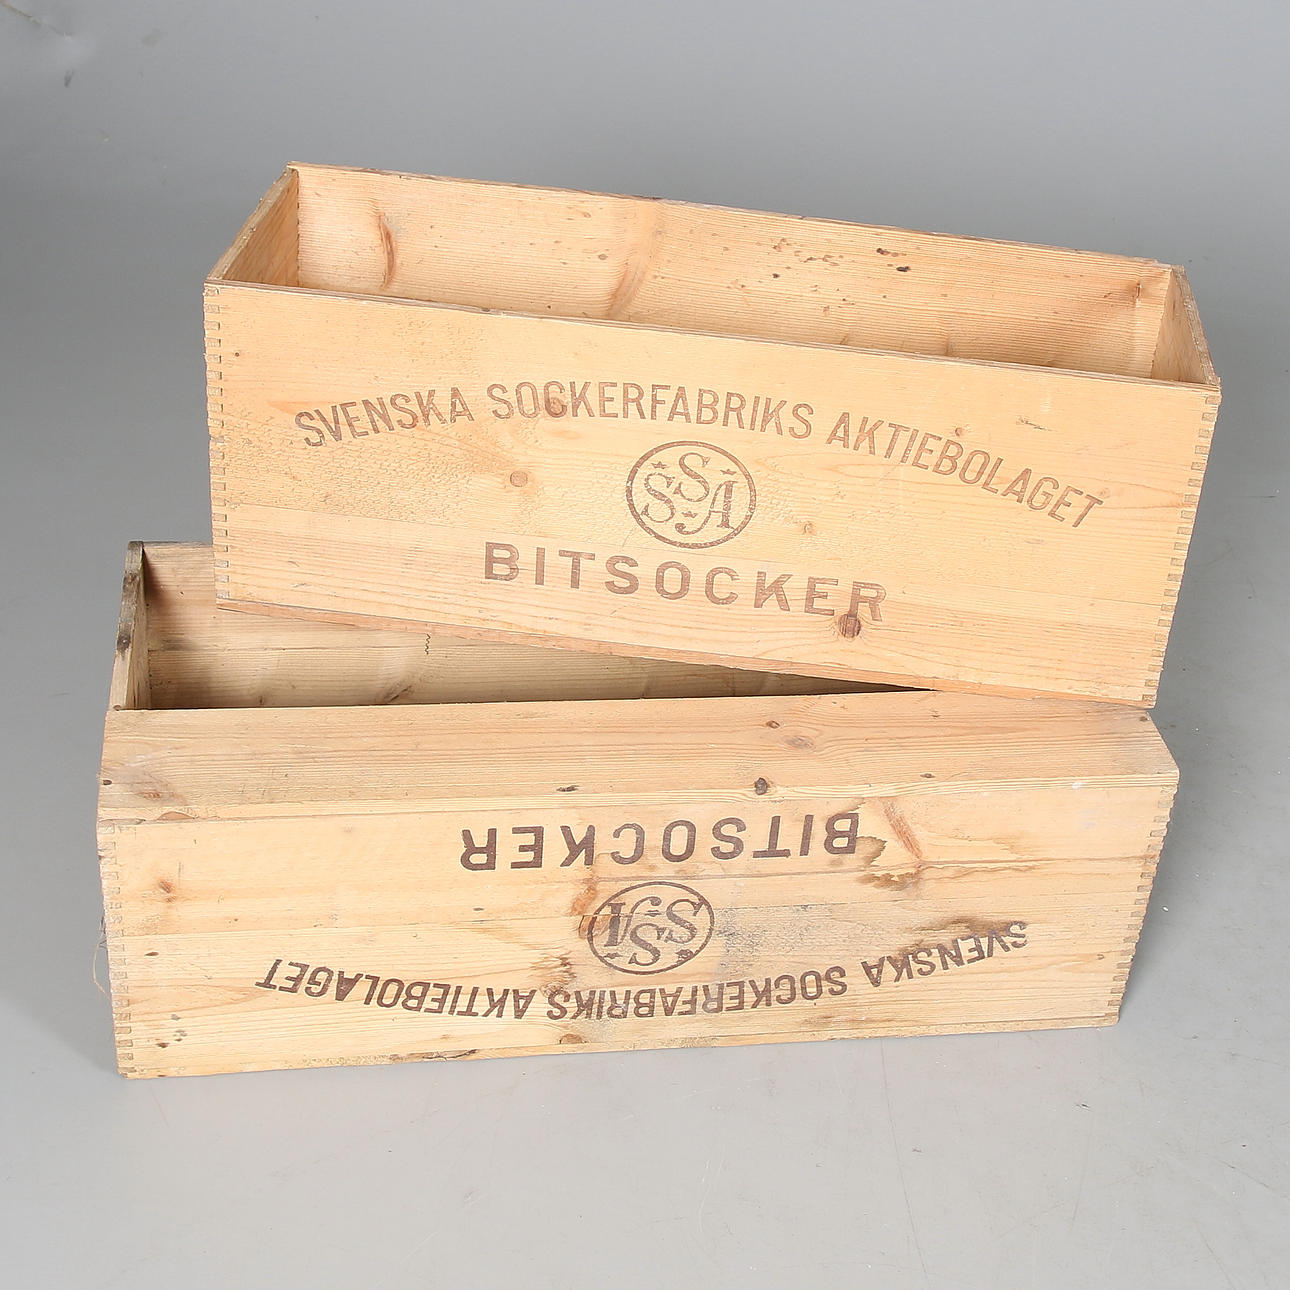 SVENSKA SOCKERFABRIKS AKTIEBOLAGET
SSA
BITSOCKER
BITSOCKER
SSA
SVENSKA SOCKERFABRIKS AKTIEBOLAGET